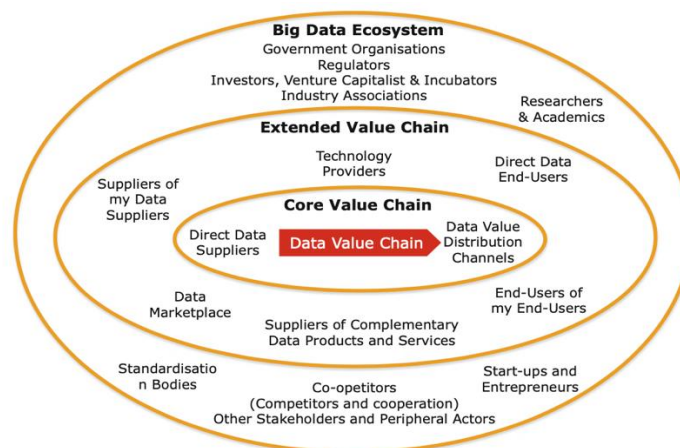 Big Data Ecosystem
Government Organisations
Regulators
Investors, Venture Capitalist & Incubators
Industry Associations
Researchers
& Academics
Extended Value Chain
Technology
Providers
Direct Data
End-Users
Suppliers of
my Data
Suppliers
Core Value Chain
Direct Data
Suppliers
Data Value Chain
Data Value
Distribution
Channels
Data
Marketplace
End-Users of
my End-Users
Suppliers of Complementary
Data Products and Services
Standardisatio
n Bodies
Start-ups and
Entrepreneurs
Co-opetitors
(Competitors and cooperation)
Other Stakeholders and Peripheral Actors